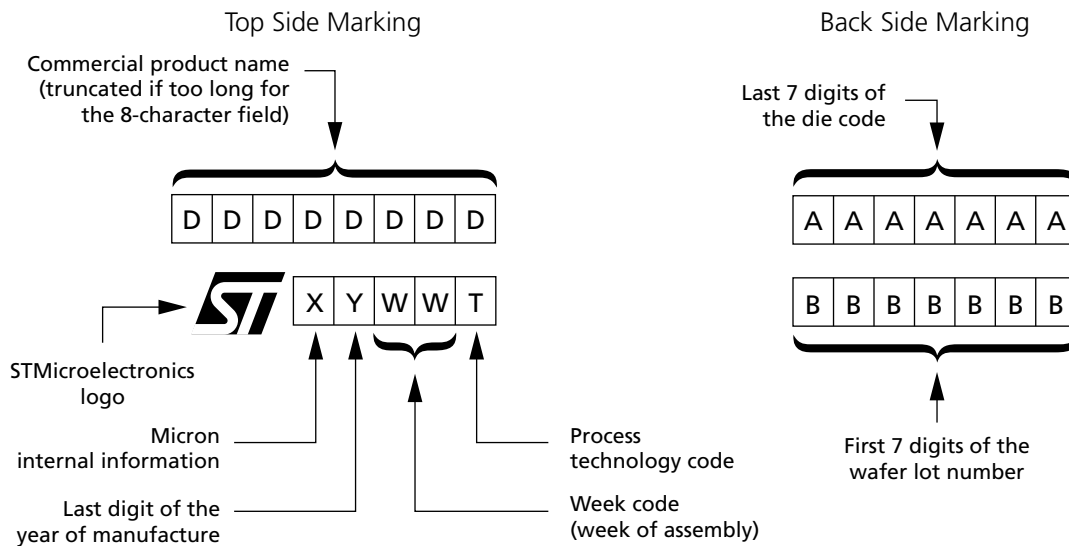 Top Side Marking
Commercial product name
(truncated if too long for
the 8-character field)
D D D D D D D D
ST
X Y W W T
STMicroelectronics
logo
Micron
internal information
Last digit of the
year of manufacture
Process
technology code
Week code
(week of assembly)
Back Side Marking
Last 7 digits of
the die code
A A A A A A A
B B B B B B B
First 7 digits of the
wafer lot number